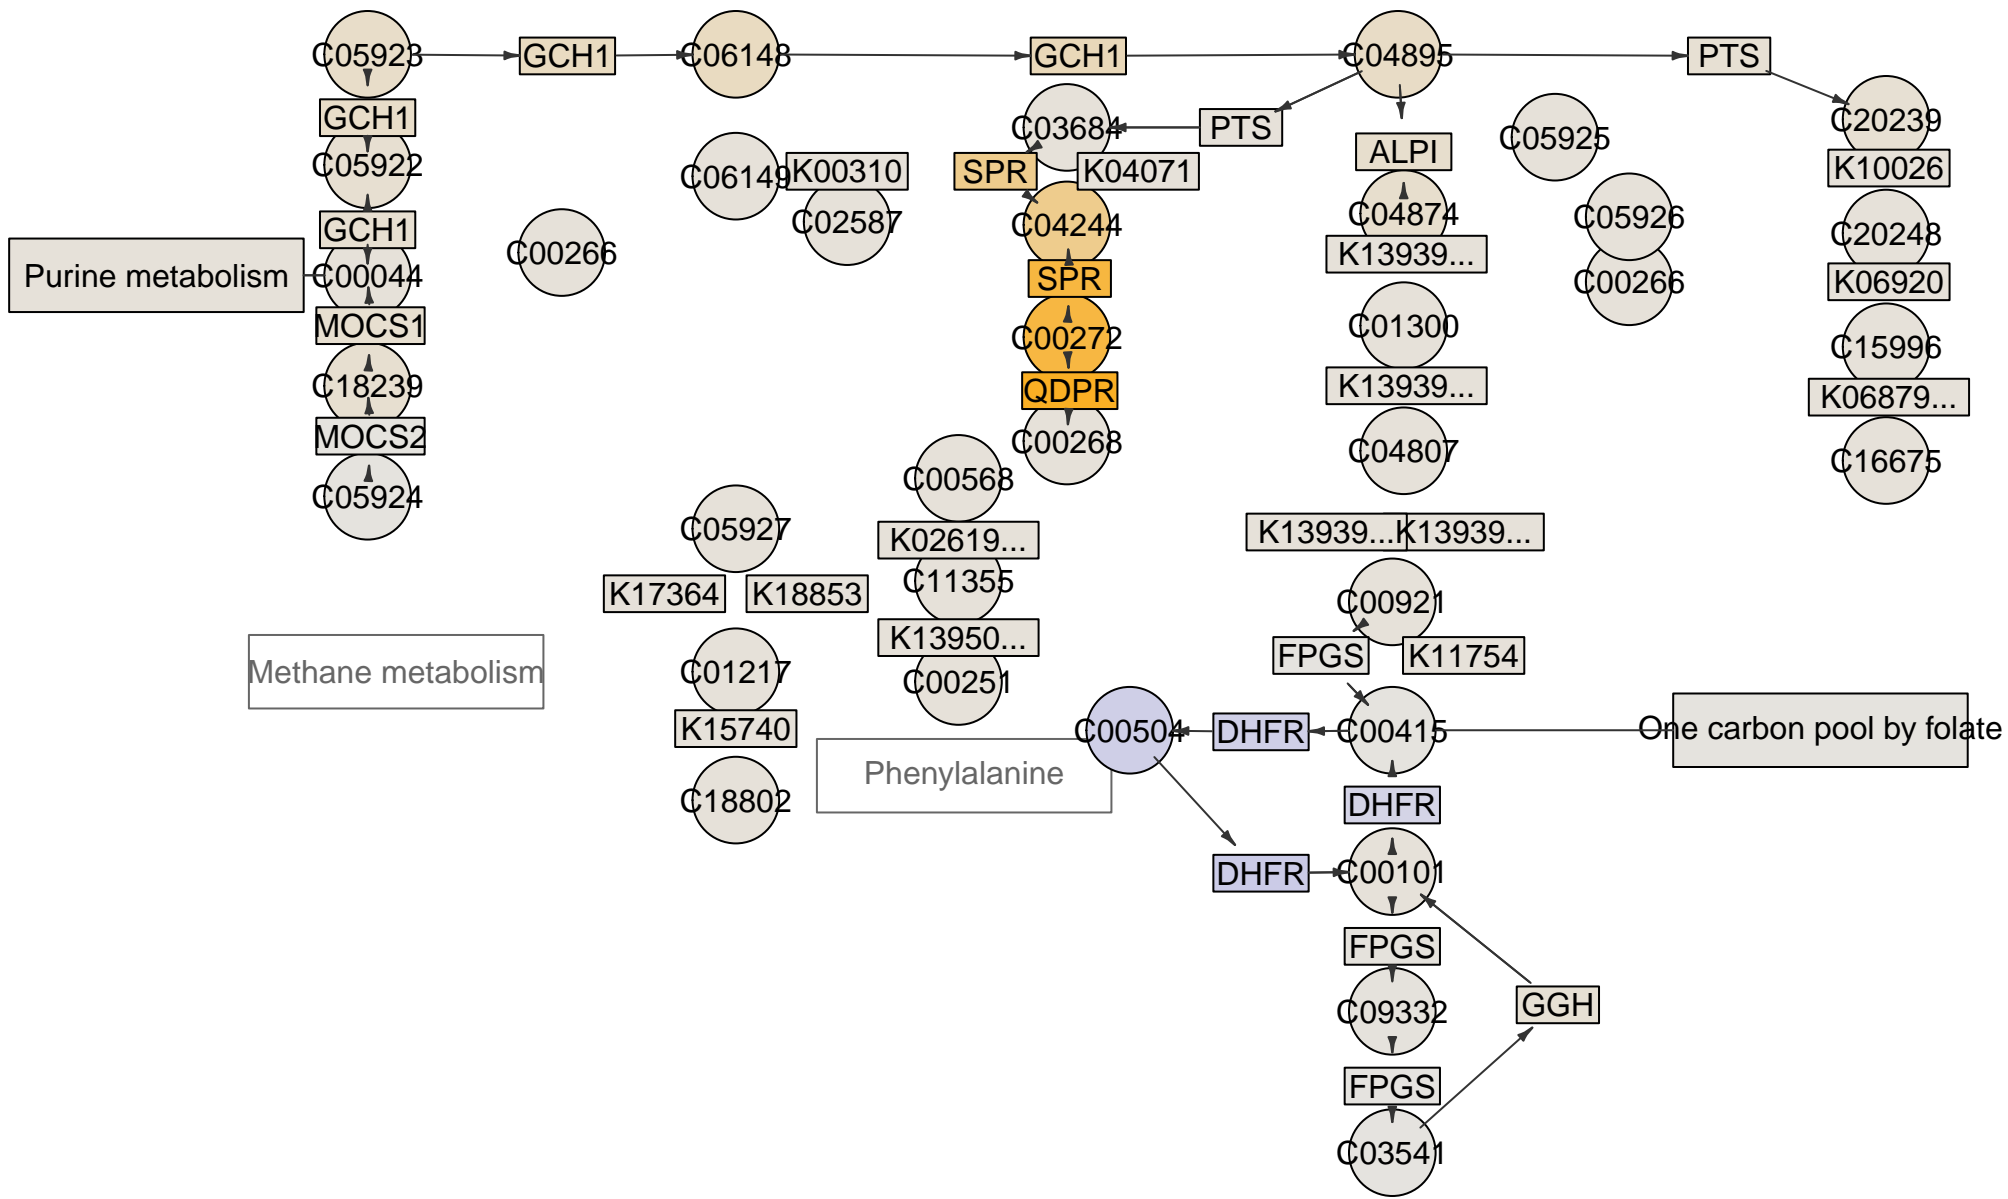 C05923
GCH1
C06148
GCH1
C04895
PTS
GCH1
C03684
PTS
C20239
C05925
ALPI
C05922
SPR
K04071
K10026
C06149
K00310
C02587
C04874
C05926
GCH1
C04244
C20248
C00266
K13939...
Purine metabolism
C00044
SPR
C00266
K06920
MOCS1
C00272
C01300
C15996
C18239
QDPR
K13939...
K06879...
MOCS2
C00268
C04807
C16675
C05924
C00568
C05927
K02619...
K13939...
K13939...
K17364
K18853
C11355
C00921
K13950...
FPGS
K11754
Methane metabolism
C01217
C00251
K15740
C00504
DHFR
C00415
One carbon pool by folate
Phenylalanine
C18802
DHFR
DHFR
C00101
FPGS
C09332
GGH
FPGS
C03541